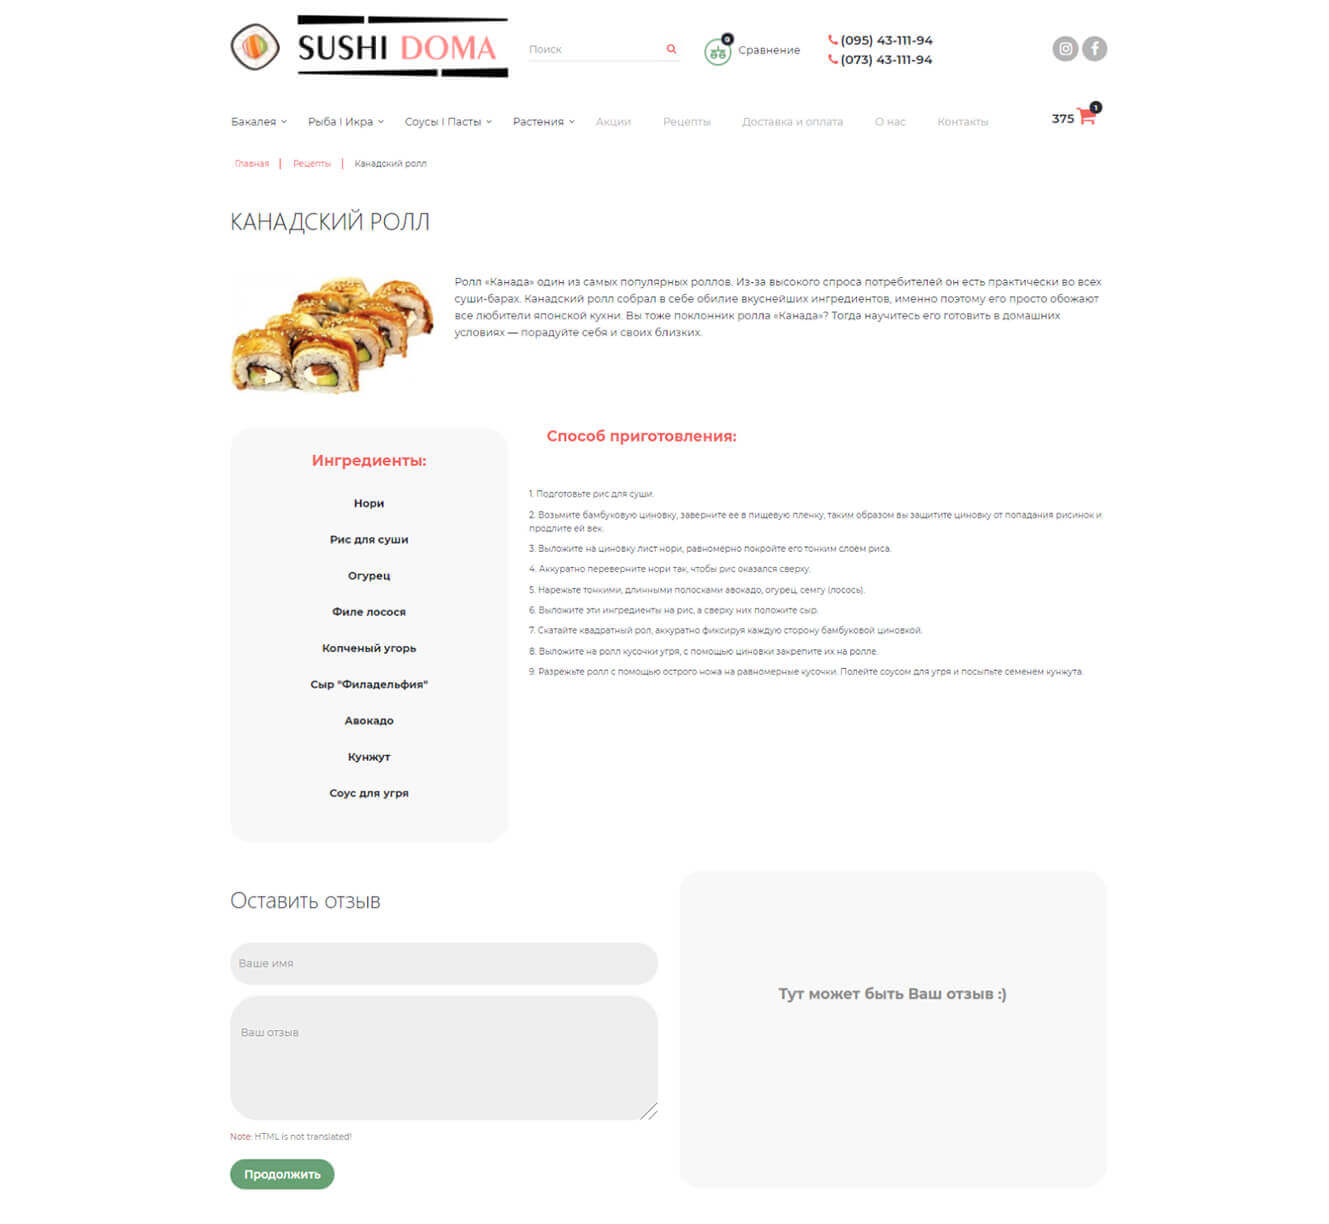 SUSHI DOMA
Поиск
0
Сравнение
(095) 43-111-94
(073) 43-111-94
Бакалея
Рыба | Икра
Соусы | Пасты
Растения
Акции
Рецепты
Доставка и оплата
О нас
Контакты
375
1
Главная | Рецепты | Канадский ролл
КАНАДСКИЙ РОЛЛ
Ролл «Канада» один из самых популярных роллов. Из-за высокого спроса потребителей он есть практически во всех
суши-барах. Канадский ролл собрал в себе обилие вкуснейших ингредиентов, именно поэтому его просто обожают
все любители японской кухни. Вы тоже поклонник ролла «Канада»? Тогда научитесь его готовить в домашних
условиях — порадуйте себя и своих близких.
Ингредиенты:
Нори
Рис для суши
Огурец
Филе лосося
Копченый угорь
Сыр "Филадельфия"
Авокадо
Кунжут
Соус для угря
Способ приготовления:
1. Подготовьте рис для суши.
2. Возьмите бамбуковую циновку, заверните ее в пищевую пленку, таким образом вы защитите циновку от попадания рисинок и
продлите ей век.
3. Выложите на циновку лист нори, равномерно покройте его тонким слоем риса.
4. Аккуратно переверните нори так, чтобы рис оказался сверху.
5. Нарежьте тонкими, длинными полосками авокадо, огурец, семгу (лосось).
6. Выложите эти ингредиенты на рис, а сверху них положите сыр.
7. Скатайте квадратный рол, аккуратно фиксируя каждую сторону бамбуковой циновкой.
8. Выложите на ролл кусочки угря, с помощью циновки закрепите их на ролле.
9. Разрежьте ролл с помощью острого ножа на равномерные кусочки. Полейте соусом для угря и посыпьте семенем кунжута.
Оставить отзыв
Ваше имя
Ваш отзыв
Note: HTML is not translated!
Продолжить
Тут может быть Ваш отзыв :)